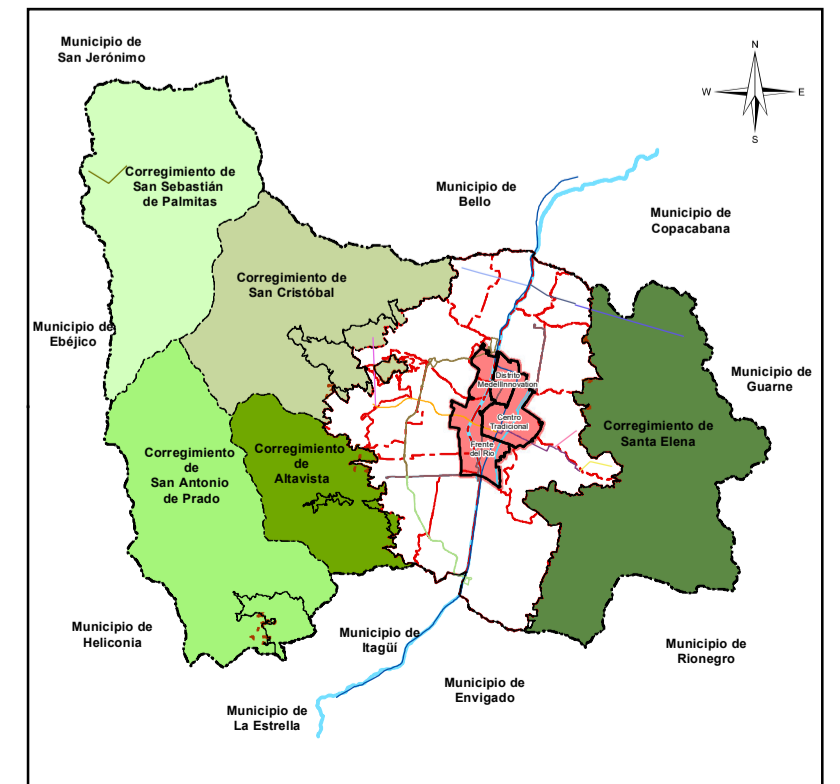 Municipio de
San Jerónimo
N
W
E
S
Corregimiento de
San Sebastián
de Palmitas
Municipio de
Bello
Municipio de
Copacabana
Corregimiento de
San Cristóbal
Municipio de
Ebéjico
Municipio de
Guarne
Distrito
Medellinnovation
Centro
Tradicional
Frente
del Río
Corregimiento de
Santa Elena
Corregimiento
de
San Antonio
de Prado
Corregimiento
de
Altavista
Municipio de
Heliconia
Municipio de
Itagüí
Municipio de
Rionegro
Municipio de
Envigado
Municipio de
La Estrella